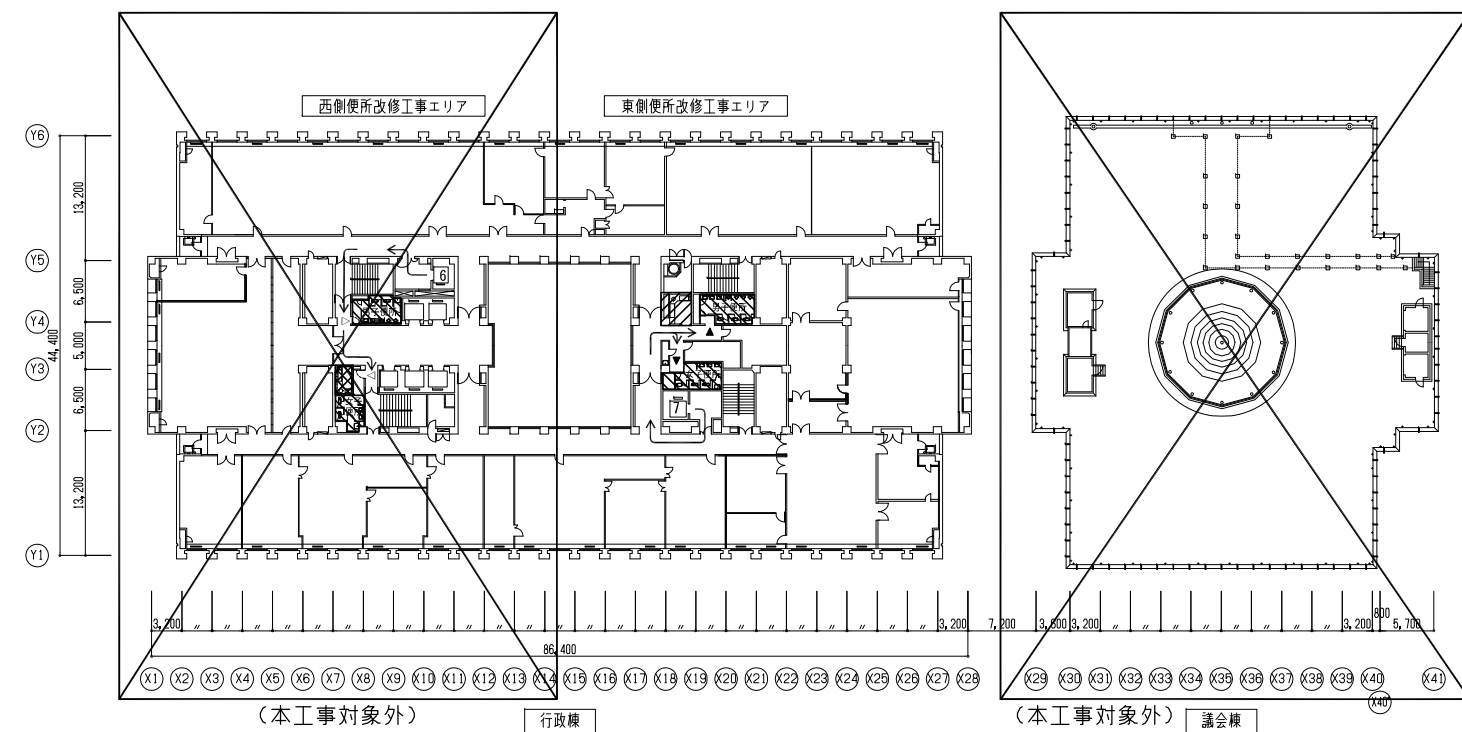 西側便所改修工事エリア
東側便所改修工事エリア
Y6
13,200
Y5
6,500
Y4
44,400
5,000
Y3
6,500
Y2
13,200
Y1
6
7
男子便所
3,200 〃 〃 〃 〃 〃 〃 〃 〃 〃 〃 〃 〃 〃 〃 〃 〃 〃 〃 〃 〃 〃 〃 〃 〃 〃 3,200 7,200 3,600 3,200 〃 〃 〃 〃 〃 〃 〃 〃 3,200 800 5,700
86,400
X1 X2 X3 X4 X5 X6 X7 X8 X9 X10 X11 X12 X13 X14 X15 X16 X17 X18 X19 X20 X21 X22 X23 X24 X25 X26 X27 X28 X29 X30 X31 X32 X33 X34 X35 X36 X37 X38 X39 X40 X41
X40'
(本工事対象外)
行政棟
(本工事対象外)
議会棟